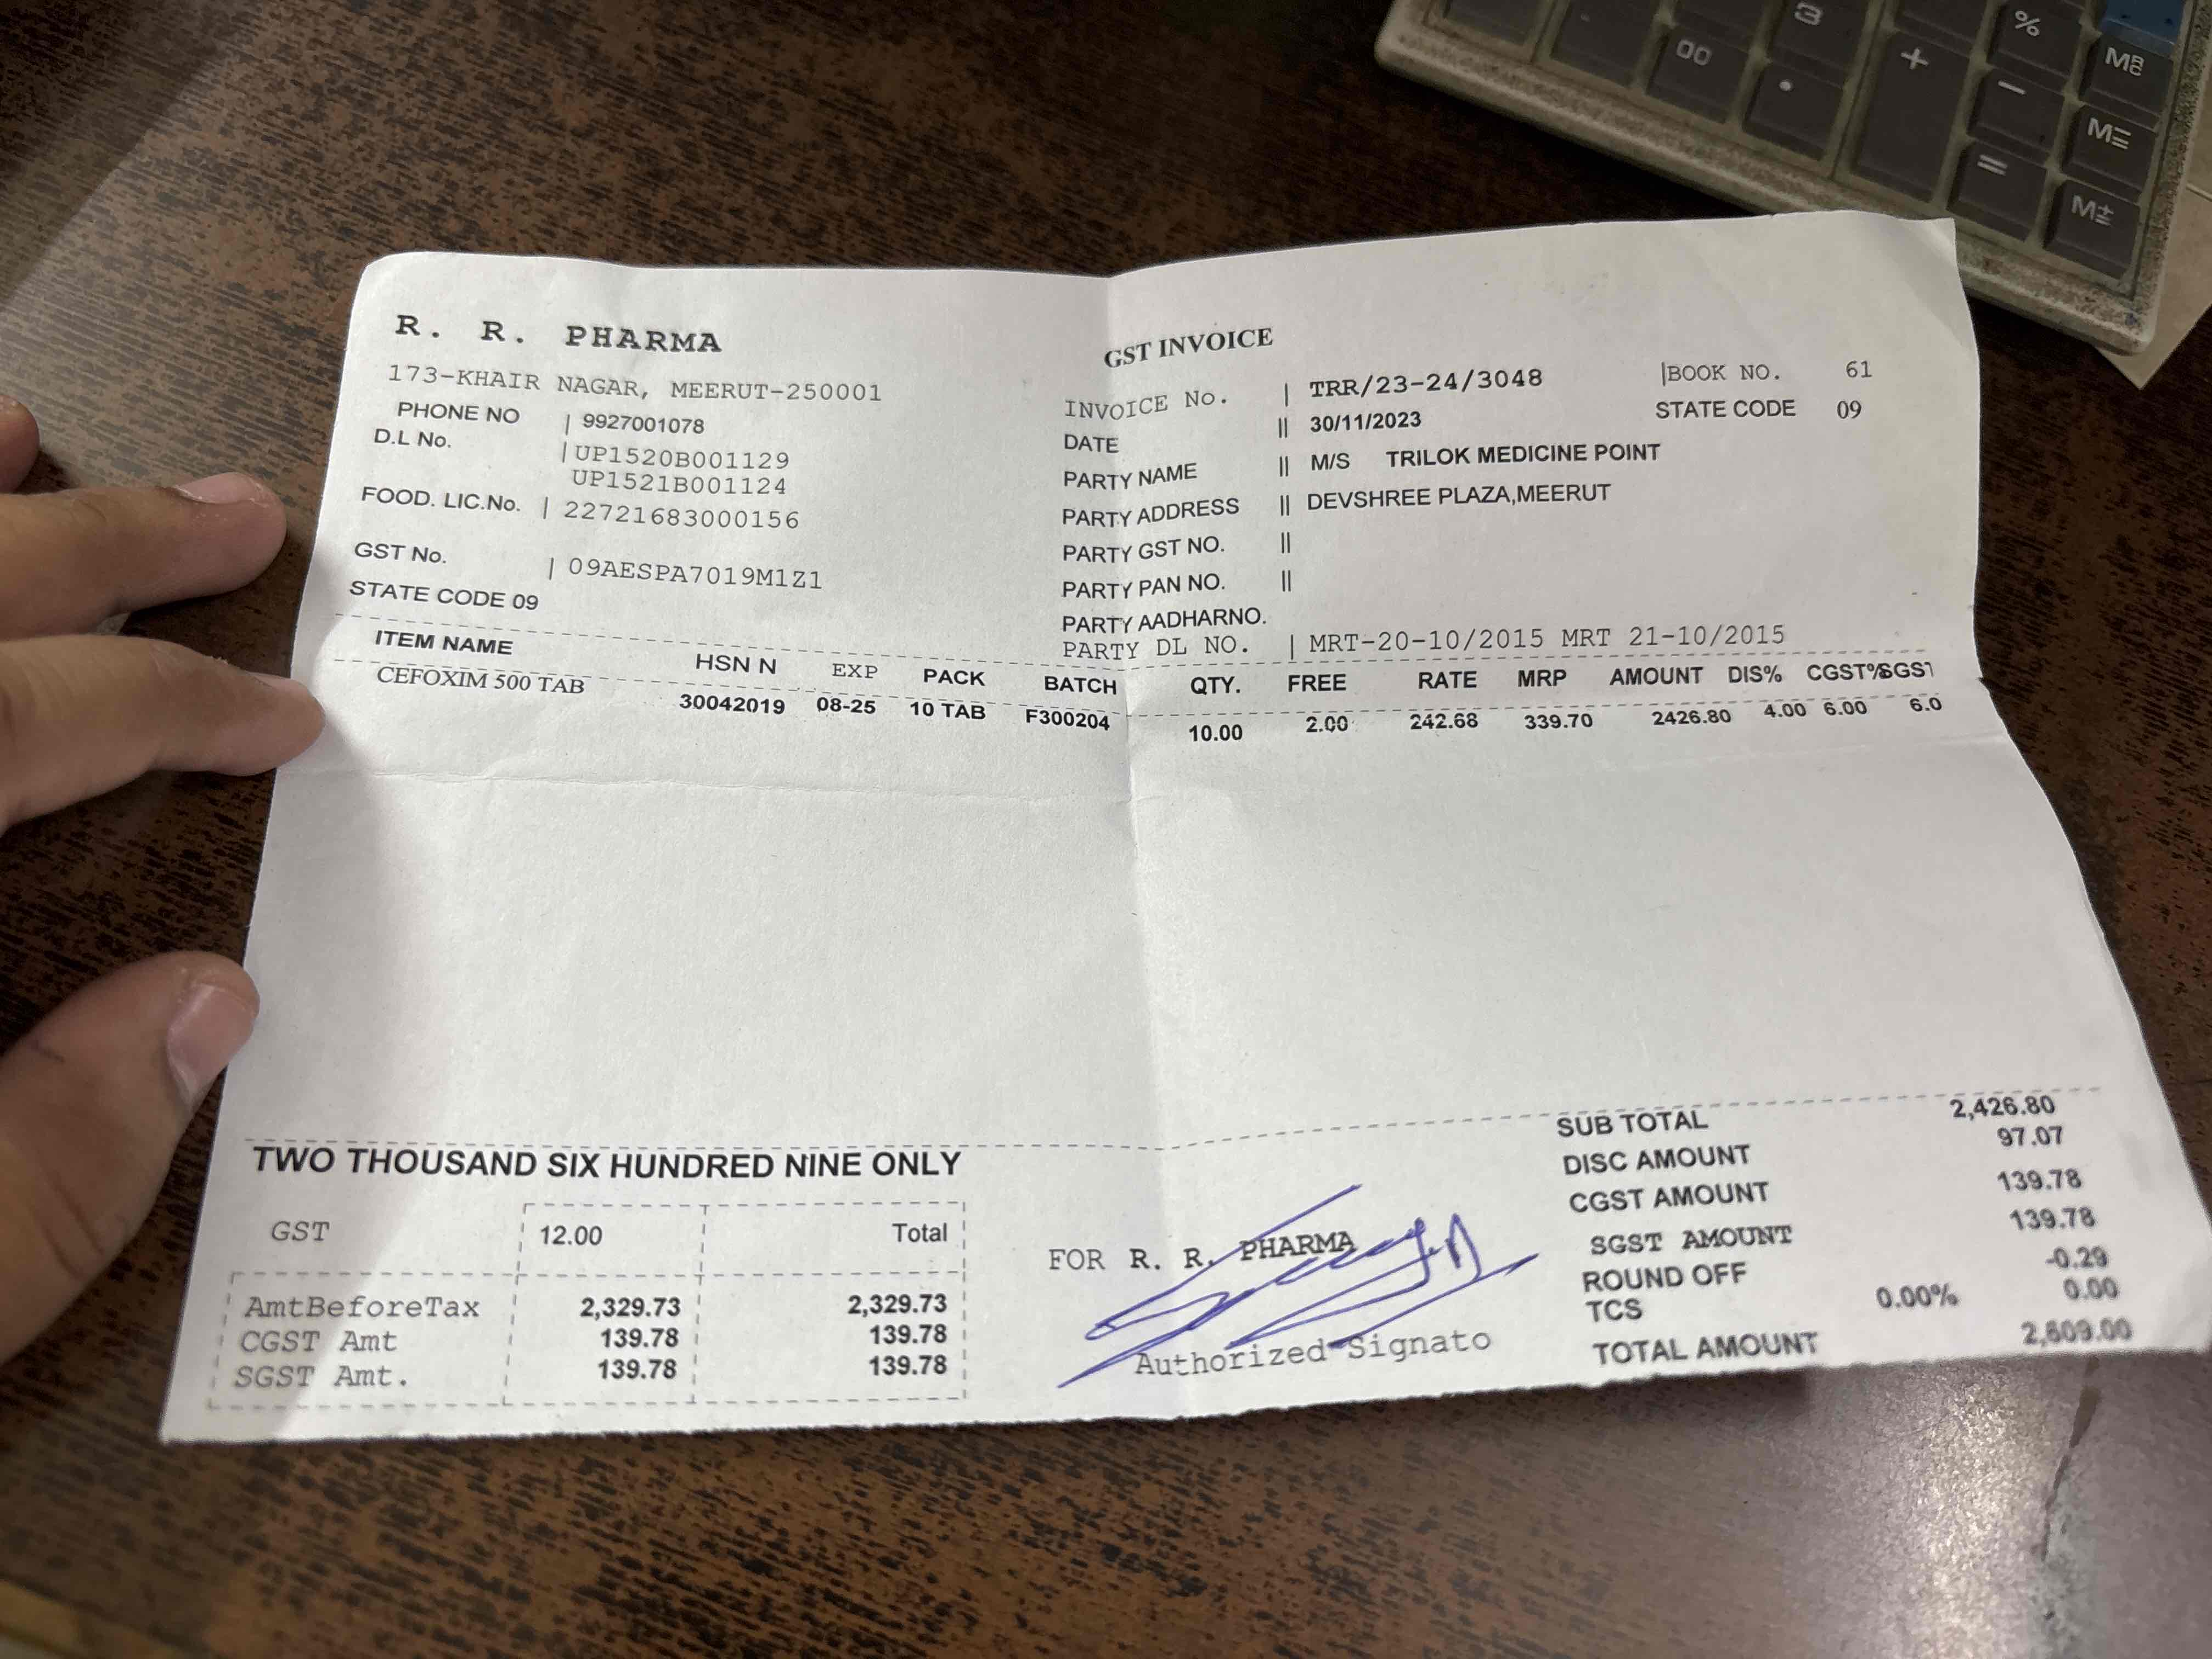 R. R. PHARMA
173-KHAIR NAGAR, MEERUT-250001
PHONE NO | 9927001078
D.L No. |UP1520B001129
UP1521B001124
FOOD. LIC.No. | 22721683000156
GST No. | 09AESPA7019M1Z1
STATE CODE 09
GST INVOICE
INVOICE No. | TRR/23-24/3048 |BOOK NO. 61
DATE || 30/11/2023 STATE CODE 09
PARTY NAME || M/S TRILOK MEDICINE POINT
PARTY ADDRESS || DEVSHREE PLAZA,MEERUT
PARTY GST NO. ||
PARTY PAN NO. ||
PARTY AADHARNO.
PARTY DL NO. | MRT-20-10/2015 MRT 21-10/2015
ITEM NAME HSN N EXP PACK BATCH QTY. FREE RATE MRP AMOUNT DIS% CGST% SGST
CEFOXIM 500 TAB 30042019 08-25 10 TAB F300204 10.00 2.00 242.68 339.70 2426.80 4.00 6.00 6.0
TWO THOUSAND SIX HUNDRED NINE ONLY
GST 12.00 Total
AmtBeforeTax 2,329.73 2,329.73
CGST Amt 139.78 139.78
SGST Amt. 139.78 139.78
FOR R. R. PHARMA
Authorized Signato
SUB TOTAL 2,426.80
DISC AMOUNT 97.07
CGST AMOUNT 139.78
SGST AMOUNT 139.78
ROUND OFF -0.29
TCS 0.00% 0.00
TOTAL AMOUNT 2,609.00
3
00
.
+
%
−
=
M
M
M±